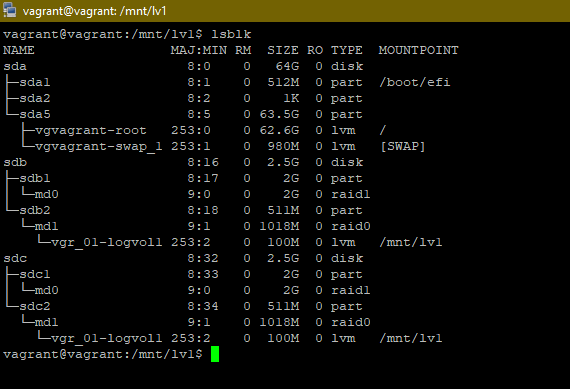 vagrant@vagrant: /mnt/lv1
vagrant@vagrant:/mnt/lv1$ lsblk
NAME                 MAJ:MIN RM  SIZE RO TYPE  MOUNTPOINT
sda                    8:0    0   64G  0 disk
├─sda1                 8:1    0  512M  0 part  /boot/efi
├─sda2                 8:2    0    1K  0 part
└─sda5                 8:5    0 63.5G  0 part
  ├─vgvagrant-root   253:0    0 62.6G  0 lvm   /
  └─vgvagrant-swap_1 253:1    0  980M  0 lvm   [SWAP]
sdb                    8:16   0  2.5G  0 disk
├─sdb1                 8:17   0    2G  0 part
│ └─md0                9:0    0    2G  0 raid1
└─sdb2                 8:18   0  511M  0 part
  └─md1                9:1    0 1018M  0 raid0
    └─vgr_01-logvol1 253:2    0  100M  0 lvm   /mnt/lv1
sdc                    8:32   0  2.5G  0 disk
├─sdc1                 8:33   0    2G  0 part
│ └─md0                9:0    0    2G  0 raid1
└─sdc2                 8:34   0  511M  0 part
  └─md1                9:1    0 1018M  0 raid0
    └─vgr_01-logvol1 253:2    0  100M  0 lvm   /mnt/lv1
vagrant@vagrant:/mnt/lv1$